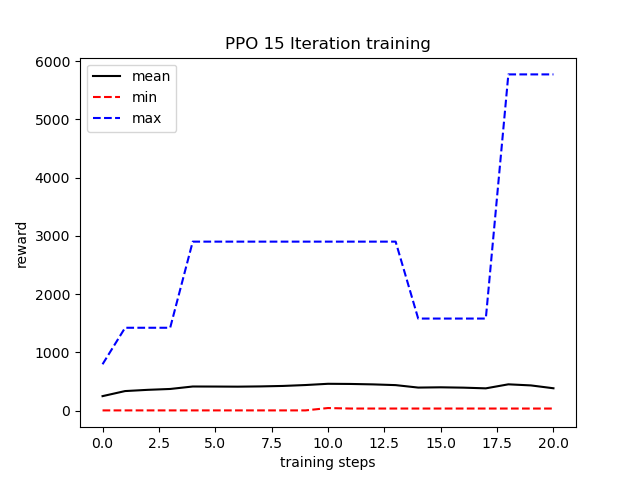 PPO 15 Iteration training
mean
min
max
6000
5000
4000
3000
2000
1000
0
reward
0.0 2.5 5.0 7.5 10.0 12.5 15.0 17.5 20.0
training steps